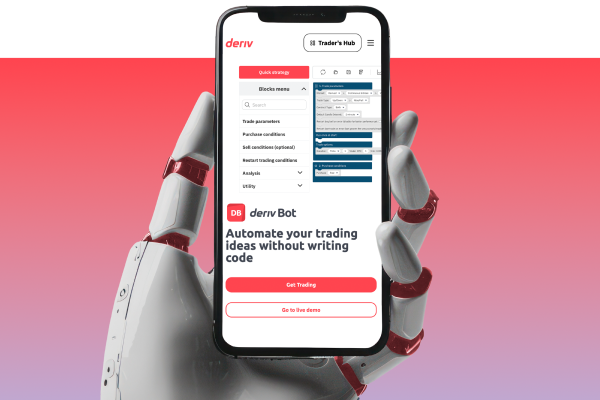 deriv
Trader's Hub
Quick strategy
Blocks menu
Search
Trade parameters
Purchase conditions
Sell conditions (optional)
Restart trading conditions
Analysis
Utility
DB deriv Bot
Automate your trading
ideas without writing
code
Get Trading
Go to live demo